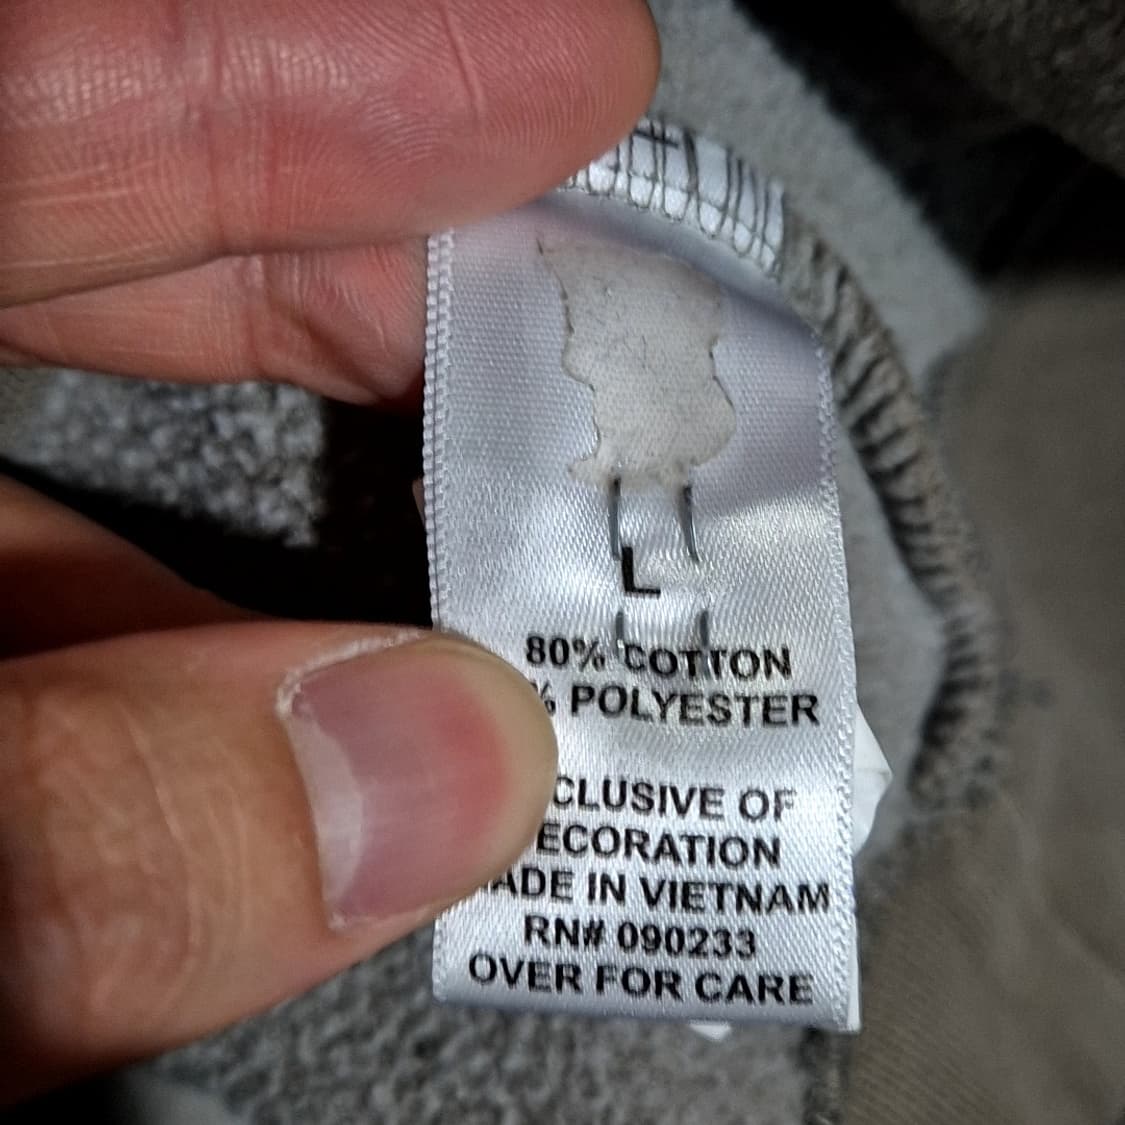 L
80% COTTON
% POLYESTER
CLUSIVE OF
ECORATION
ADE IN VIETNAM
RN# 090233
OVER FOR CARE